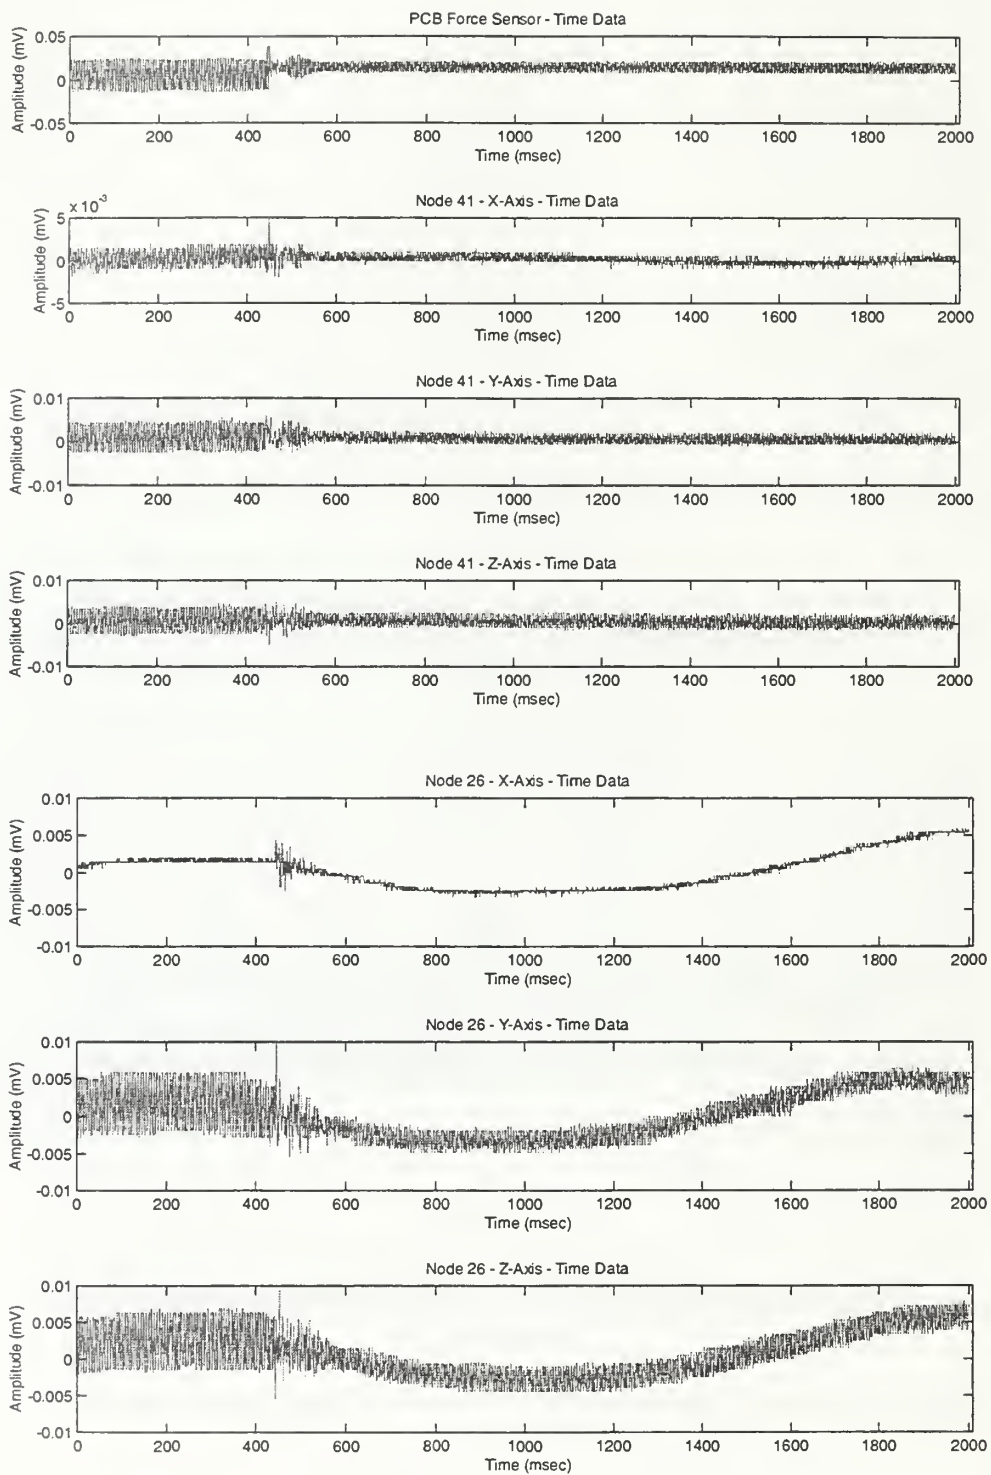 PCB Force Sensor - Time Data
Amplitude (mV)
0.05
0
-0.05
0 200 400 600 800 1000 1200 1400 1600 1800 2000
Time (msec)
Node 41 - X-Axis - Time Data
x 10^-3
Amplitude (mV)
5
0
-5
0 200 400 600 800 1000 1200 1400 1600 1800 2000
Time (msec)
Node 41 - Y-Axis - Time Data
Amplitude (mV)
0.01
0
-0.01
0 200 400 600 800 1000 1200 1400 1600 1800 2000
Time (msec)
Node 41 - Z-Axis - Time Data
Amplitude (mV)
0.01
0
-0.01
0 200 400 600 800 1000 1200 1400 1600 1800 2000
Time (msec)
Node 26 - X-Axis - Time Data
Amplitude (mV)
0.01
0.005
0
-0.005
-0.01
0 200 400 600 800 1000 1200 1400 1600 1800 2000
Time (msec)
Node 26 - Y-Axis - Time Data
Amplitude (mV)
0.01
0.005
0
-0.005
-0.01
0 200 400 600 800 1000 1200 1400 1600 1800 2000
Time (msec)
Node 26 - Z-Axis - Time Data
Amplitude (mV)
0.01
0.005
0
-0.005
-0.01
0 200 400 600 800 1000 1200 1400 1600 1800 2000
Time (msec)